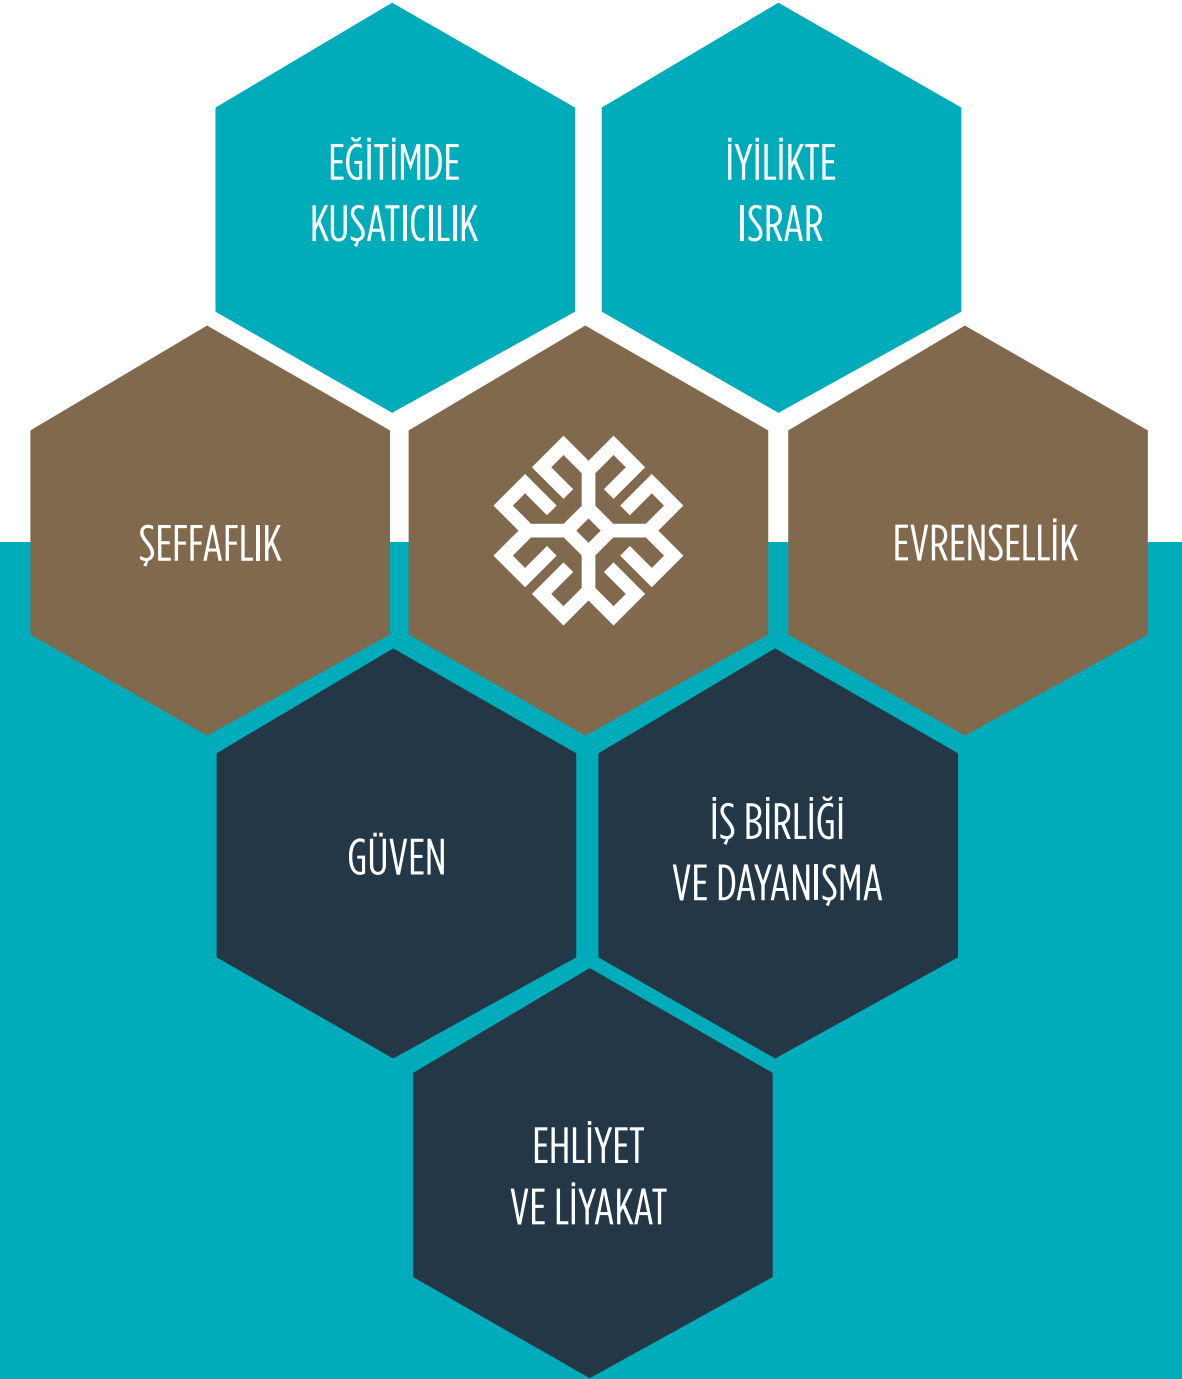 EĞİTİMDE
KUŞATICILIK
İYİLİKTE
ISRAR
ŞEFFAFLIK
EVRENSELLİK
GÜVEN
İŞ BİRLİĞİ
VE DAYANIŞMA
EHLİYET
VE LİYAKAT